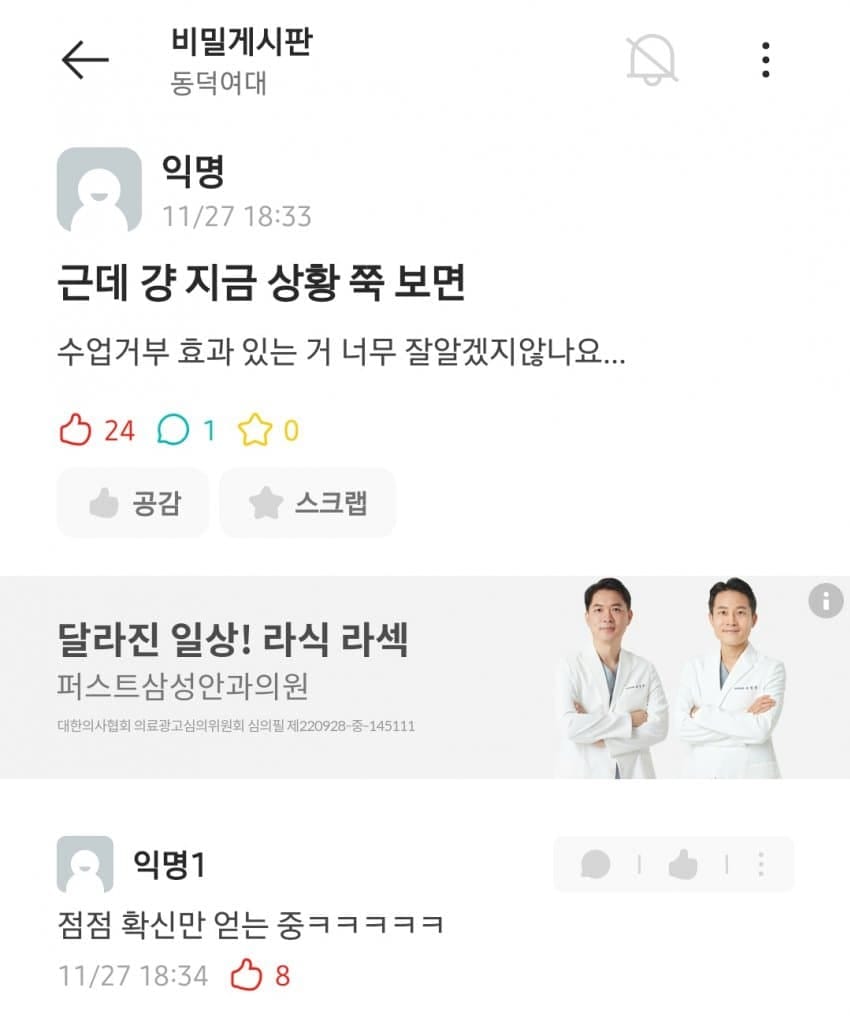 비밀게시판
동덕여대
익명
11/27 18:33
근데 걍 지금 상황 쭉 보면
수업거부 효과 있는 거 너무 잘알겠지않나요...
24 1 0
공감 스크랩
달라진 일상! 라식 라섹
퍼스트삼성안과의원
대한의사협회 의료광고심의위원회 심의필 제220928-중-145111
익명1
점점 확신만 얻는 중ㅋㅋㅋㅋㅋ
11/27 18:34 8